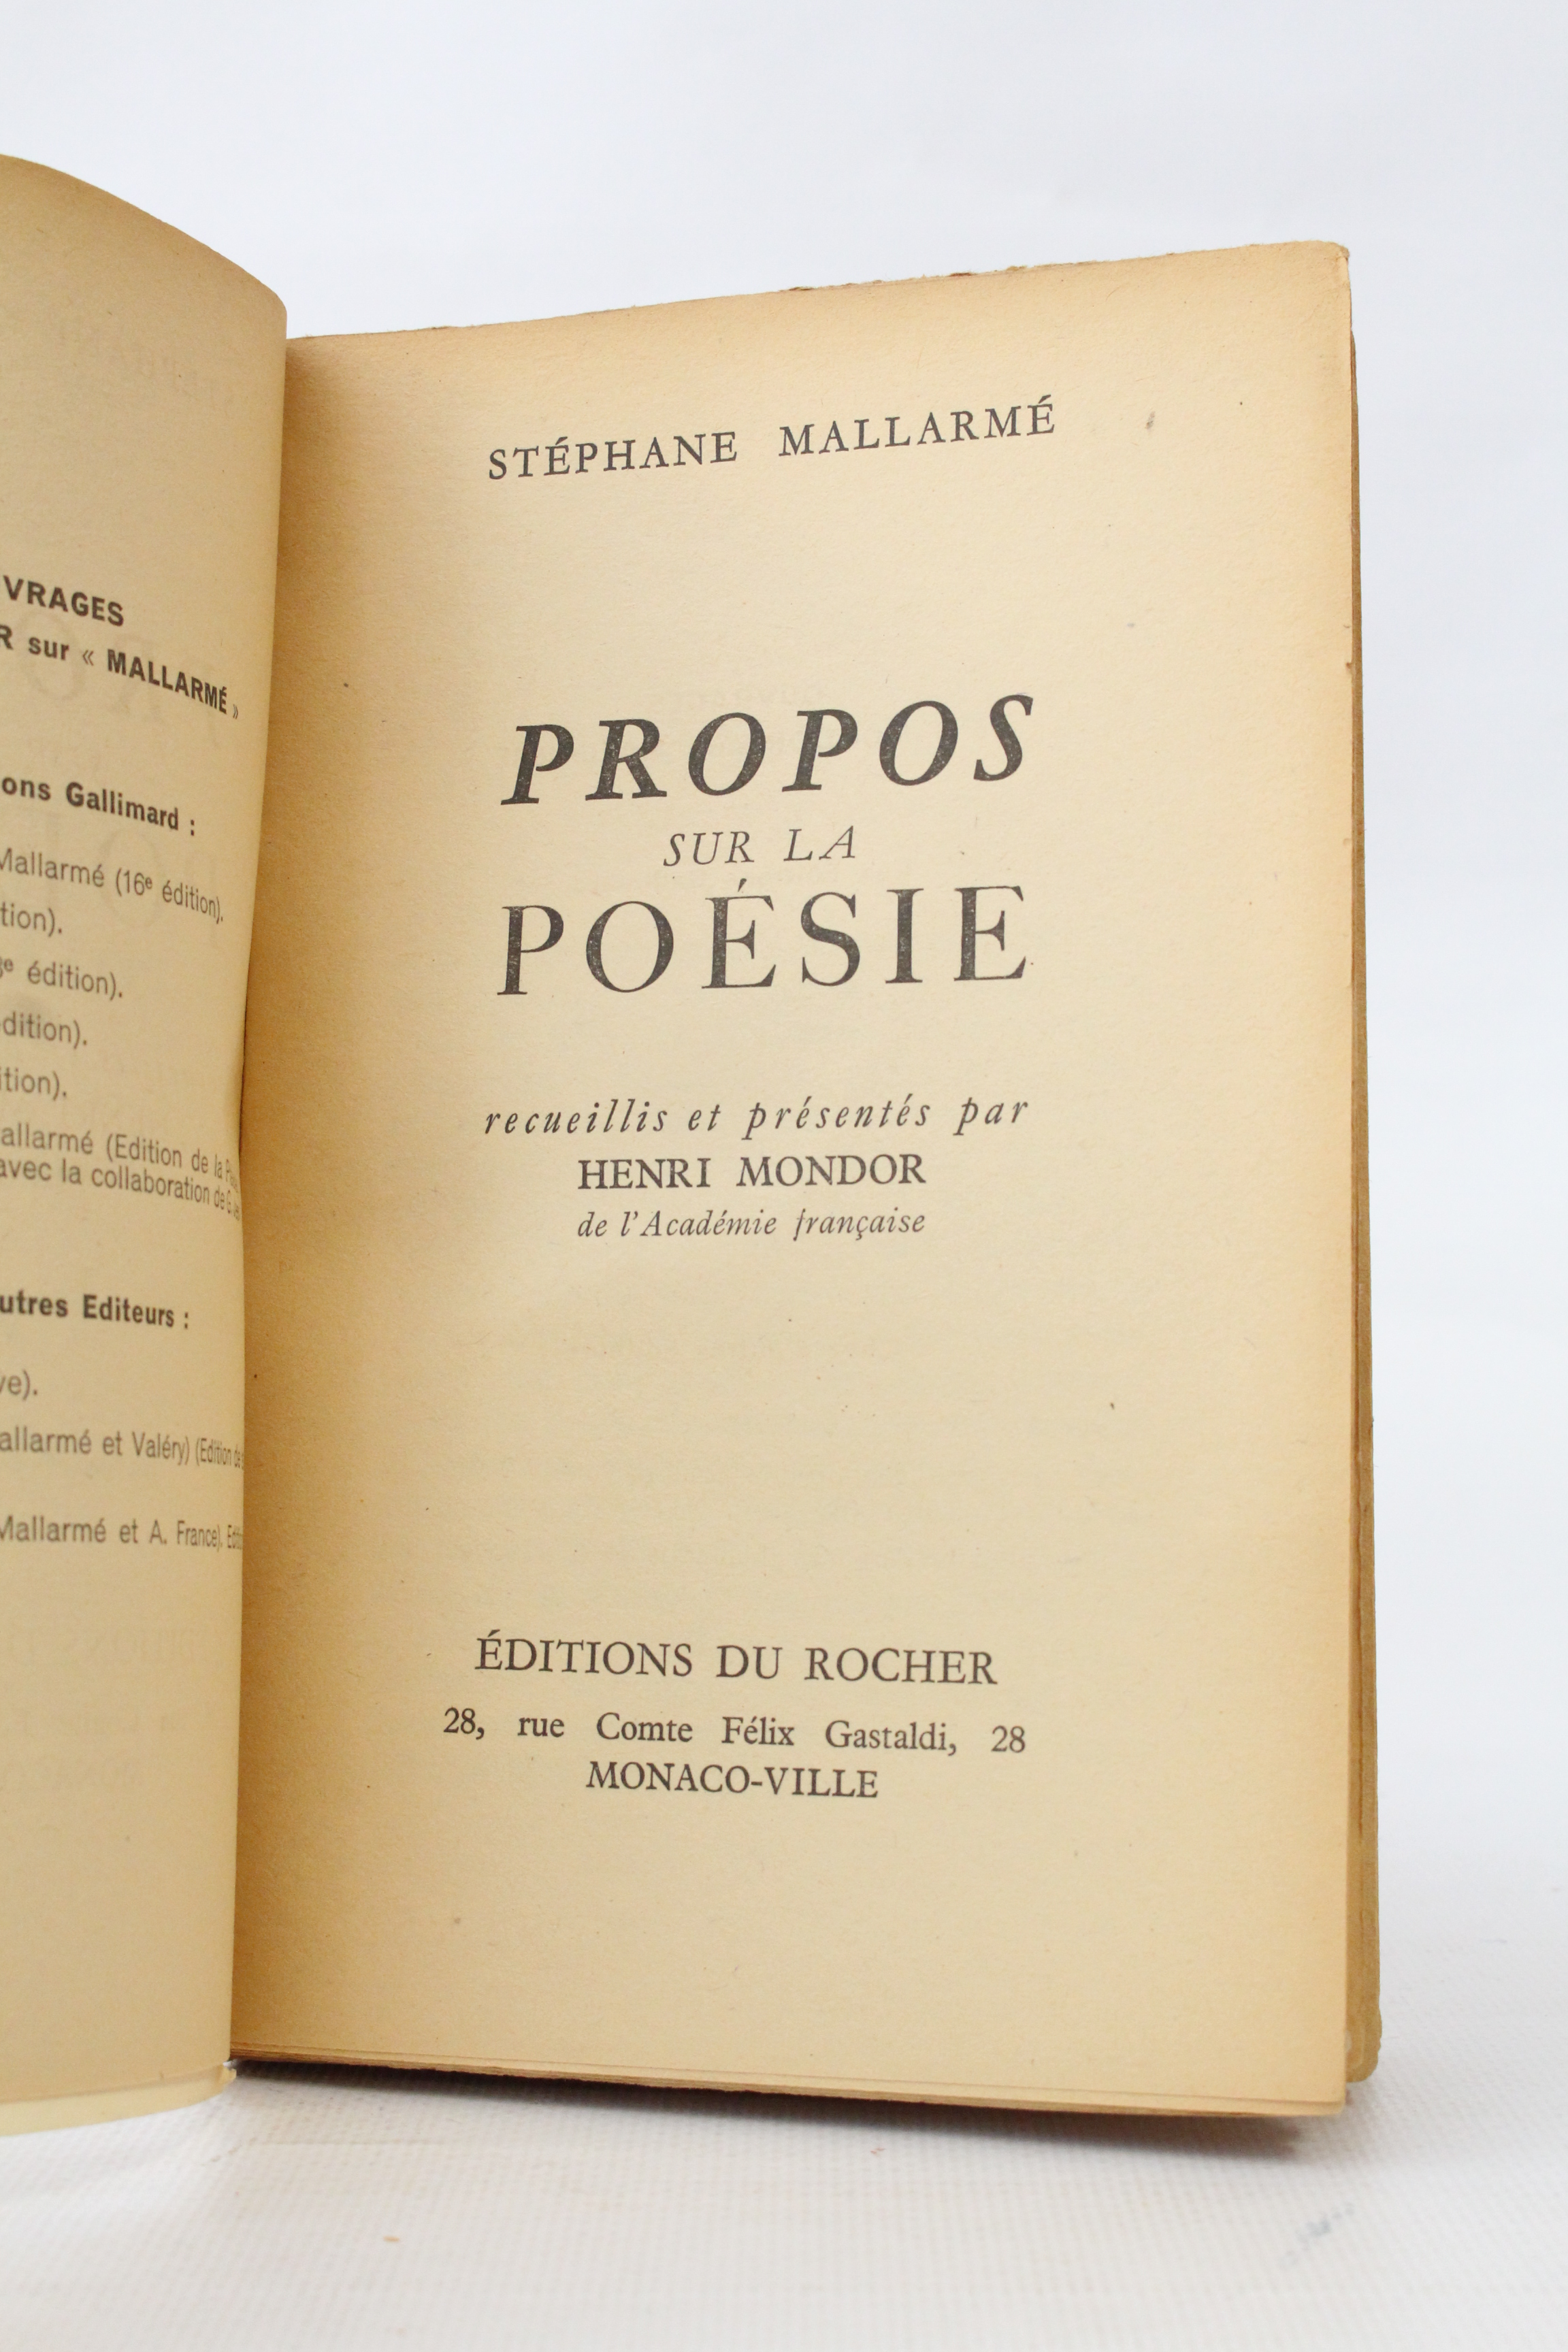 VRAGES
R sur « MALLARMÉ »
ons Gallimard :
Mallarmé (16e édition).
tion).
e édition).
dition).
ition).
allarmé (Edition de la
avec la collaboration de
utres Editeurs :
ve).
allarmé et Valéry) (Edition de
Mallarmé et A. France).
STÉPHANE MALLARMÉ
PROPOS
SUR LA
POÉSIE
recueillis et présentés par
HENRI MONDOR
de l'Académie française
ÉDITIONS DU ROCHER
28, rue Comte Félix Gastaldi, 28
MONACO-VILLE